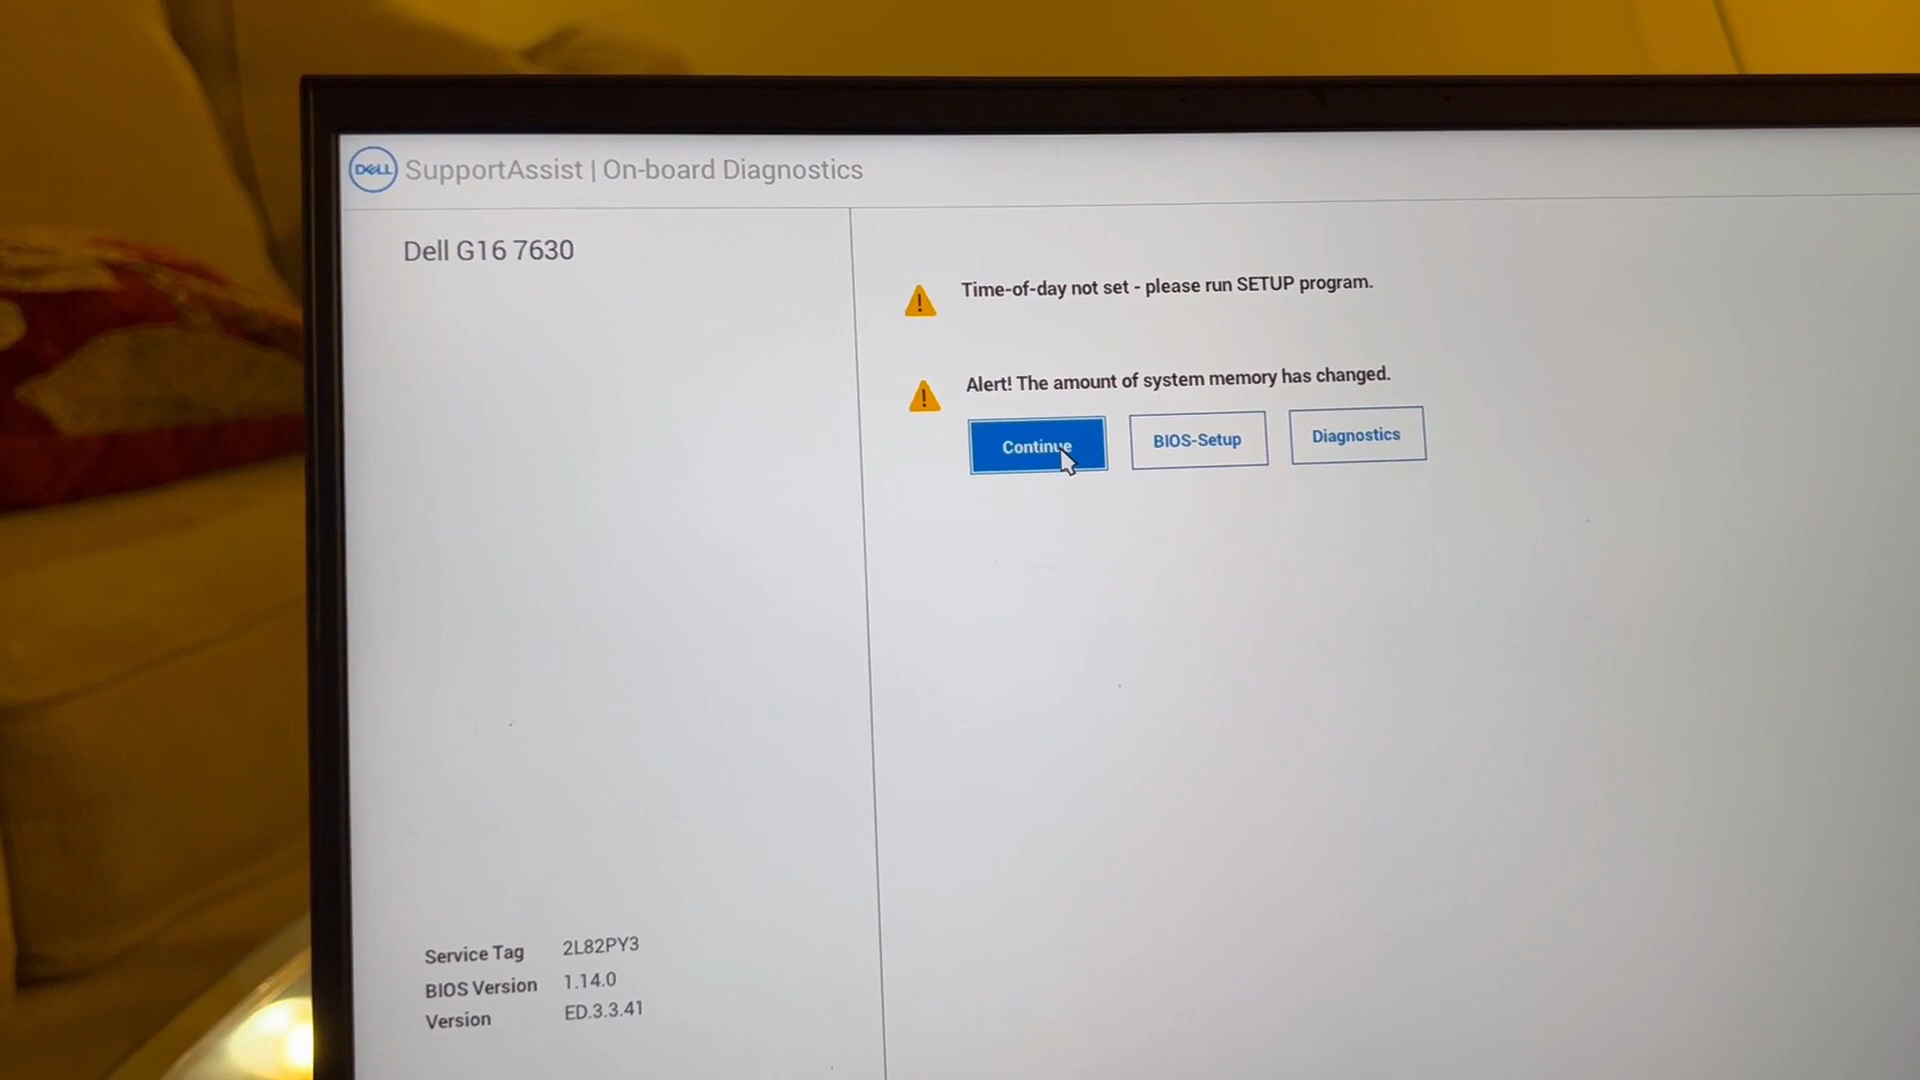 DELL SupportAssist | On-board Diagnostics
Dell G16 7630
Time-of-day not set - please run SETUP program.
Alert! The amount of system memory has changed.
Continue BIOS-Setup Diagnostics
Service Tag 2L82PY3
BIOS Version 1.14.0
Version ED.3.3.41